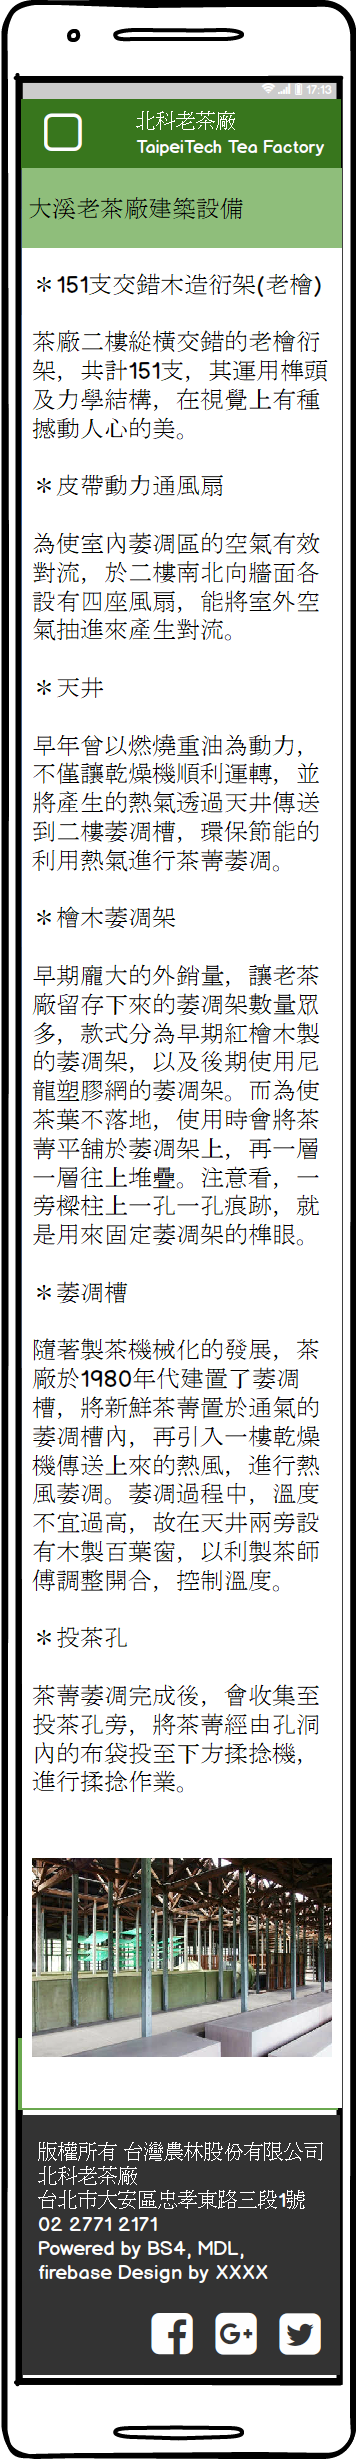 17:13
北科老茶廠
TaipeiTech Tea Factory
大溪老茶廠建築設備
＊151支交錯木造衍架(老檜)
茶廠二樓縱橫交錯的老檜衍
架，共計151支，其運用榫頭
及力學結構，在視覺上有種
撼動人心的美。
＊皮帶動力通風扇
為使室內萎凋區的空氣有效
對流，於二樓南北向牆面各
設有四座風扇，能將室外空
氣抽進來產生對流。
＊天井
早年曾以燃燒重油為動力，
不僅讓乾燥機順利運轉，並
將產生的熱氣透過天井傳送
到二樓萎凋槽，環保節能的
利用熱氣進行茶菁萎凋。
＊檜木萎凋架
早期龐大的外銷量，讓老茶
廠留存下來的萎凋架數量眾
多，款式分為早期紅檜木製
的萎凋架，以及後期使用尼
龍塑膠網的萎凋架。而為使
茶葉不落地，使用時會將茶
菁平舖於萎凋架上，再一層
一層往上堆疊。注意看，一
旁樑柱上一孔一孔痕跡，就
是用來固定萎凋架的榫眼。
＊萎凋槽
隨著製茶機械化的發展，茶
廠於1980年代建置了萎凋
槽，將新鮮茶菁置於通氣的
萎凋槽內，再引入一樓乾燥
機傳送上來的熱風，進行熱
風萎凋。萎凋過程中，溫度
不宜過高，故在天井兩旁設
有木製百葉窗，以利製茶師
傅調整開合，控制溫度。
＊投茶孔
茶菁萎凋完成後，會收集至
投茶孔旁，將茶菁經由孔洞
內的布袋投至下方揉捻機，
進行揉捻作業。
版權所有 台灣農林股份有限公司
北科老茶廠
台北市大安區忠孝東路三段1號
02 2771 2171
Powered by BS4, MDL,
firebase Design by XXXX
G+